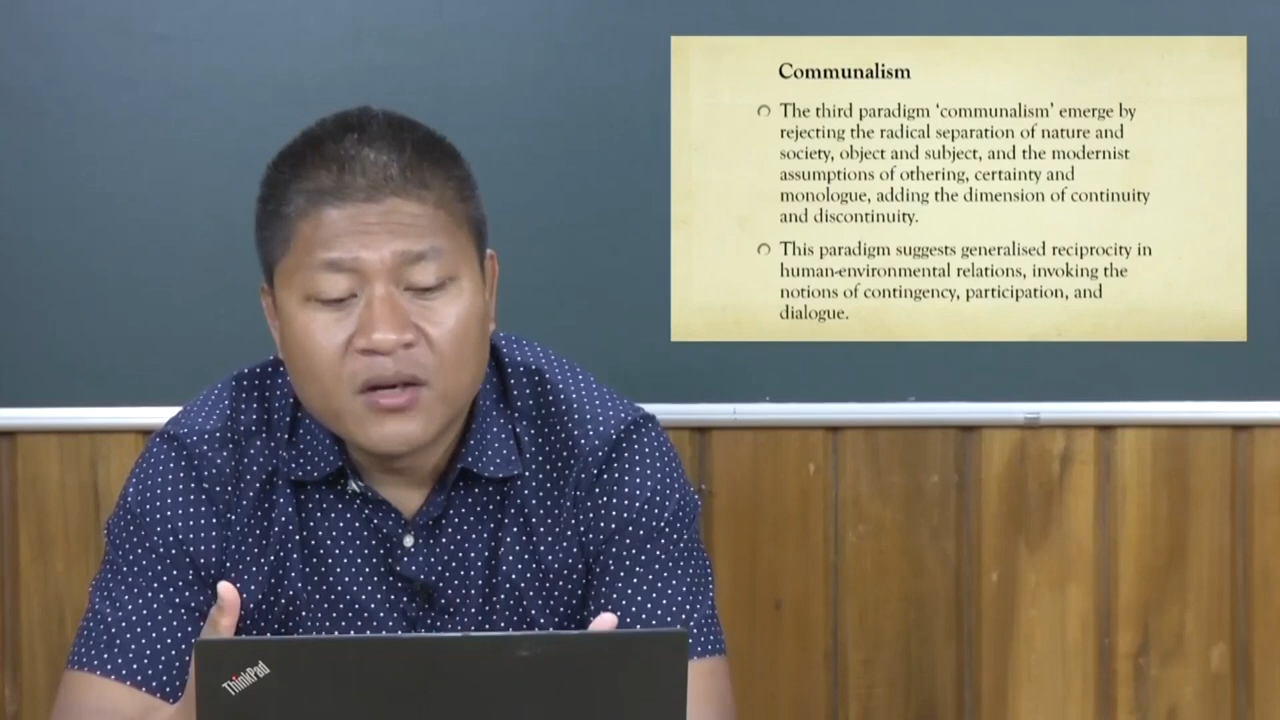 Communalism
The third paradigm ‘communalism’ emerge by
rejecting the radical separation of nature and
society, object and subject, and the modernist
assumptions of othering, certainty and
monologue, adding the dimension of continuity
and discontinuity.
This paradigm suggests generalised reciprocity in
human-environmental relations, invoking the
notions of contingency, participation, and
dialogue.
ThinkPad